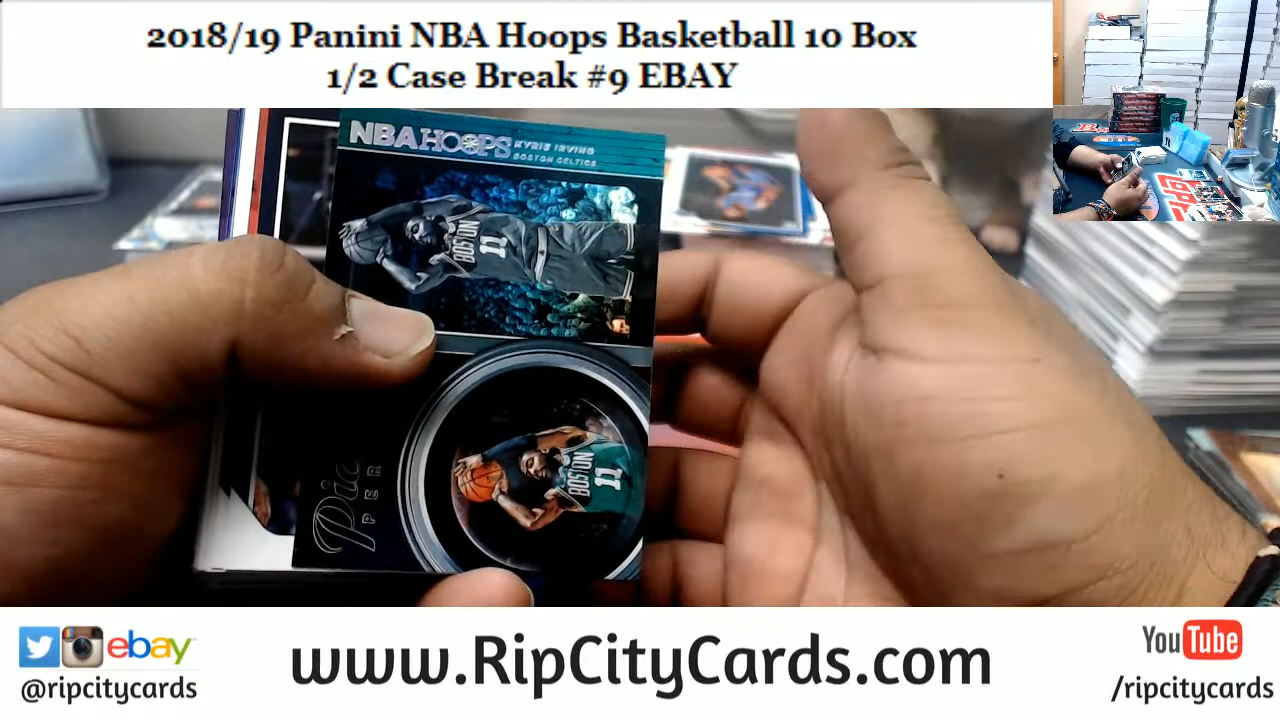 2018/19 Panini NBA Hoops Basketball 10 Box
1/2 Case Break #9 EBAY
NBA HOOPS
KYRIE IRVING
BOSTON CELTICS
BOSTON
11
BOSTON
11
PER
ebay
@ripcitycards
www.RipCityCards.com
YouTube
/ripcitycards